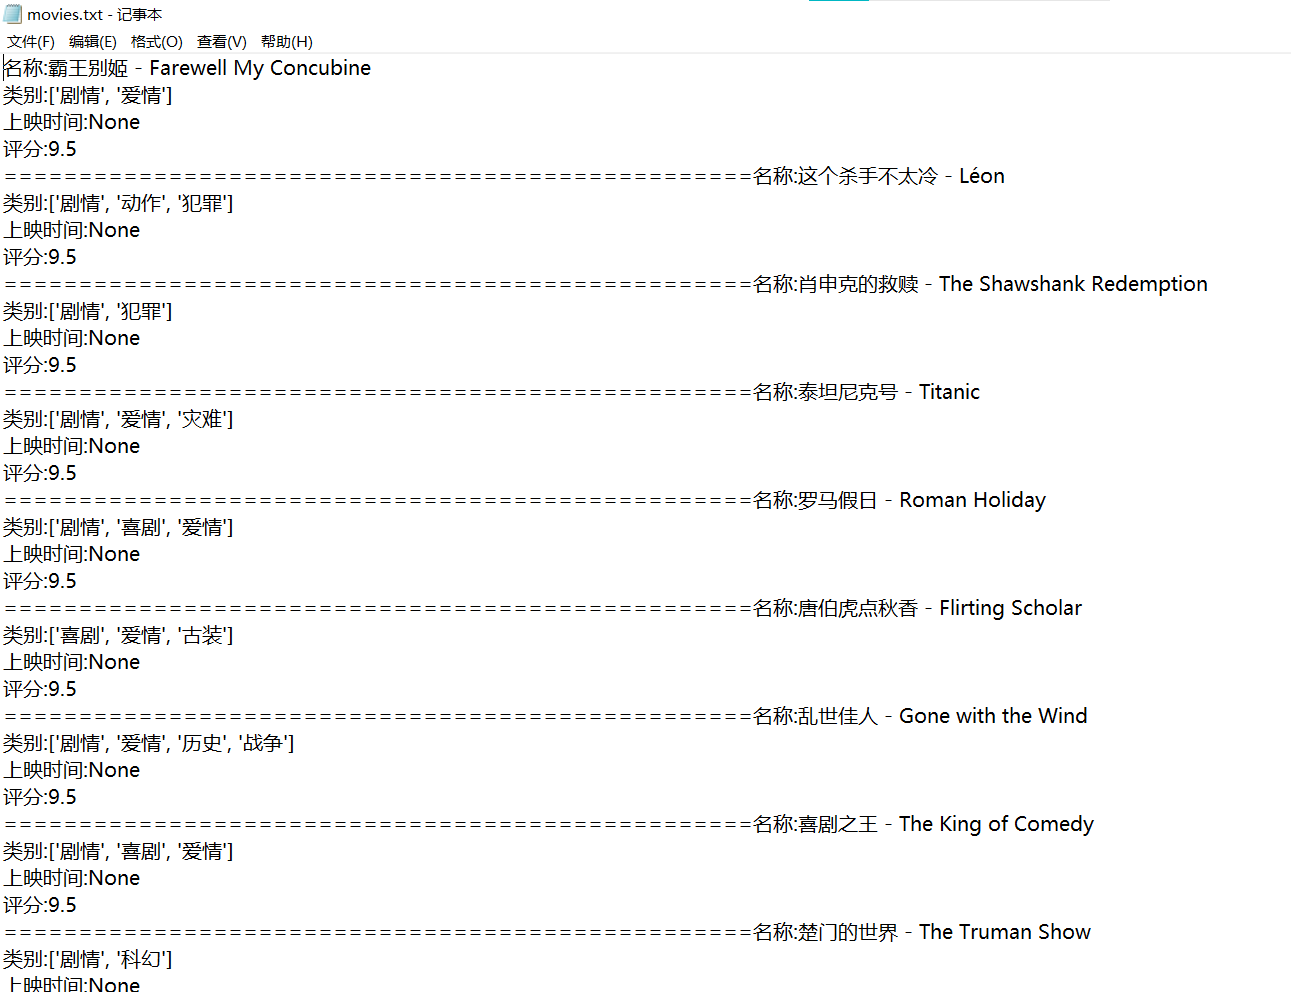 movies.txt - 记事本
文件(F) 编辑(E) 格式(O) 查看(V) 帮助(H)
名称:霸王别姬 - Farewell My Concubine
类别:['剧情', '爱情']
上映时间:None
评分:9.5
==================================================名称:这个杀手不太冷 - Léon
类别:['剧情', '动作', '犯罪']
上映时间:None
评分:9.5
==================================================名称:肖申克的救赎 - The Shawshank Redemption
类别:['剧情', '犯罪']
上映时间:None
评分:9.5
==================================================名称:泰坦尼克号 - Titanic
类别:['剧情', '爱情', '灾难']
上映时间:None
评分:9.5
==================================================名称:罗马假日 - Roman Holiday
类别:['剧情', '喜剧', '爱情']
上映时间:None
评分:9.5
==================================================名称:唐伯虎点秋香 - Flirting Scholar
类别:['喜剧', '爱情', '古装']
上映时间:None
评分:9.5
==================================================名称:乱世佳人 - Gone with the Wind
类别:['剧情', '爱情', '历史', '战争']
上映时间:None
评分:9.5
==================================================名称:喜剧之王 - The King of Comedy
类别:['剧情', '喜剧', '爱情']
上映时间:None
评分:9.5
==================================================名称:楚门的世界 - The Truman Show
类别:['剧情', '科幻']
上映时间:None